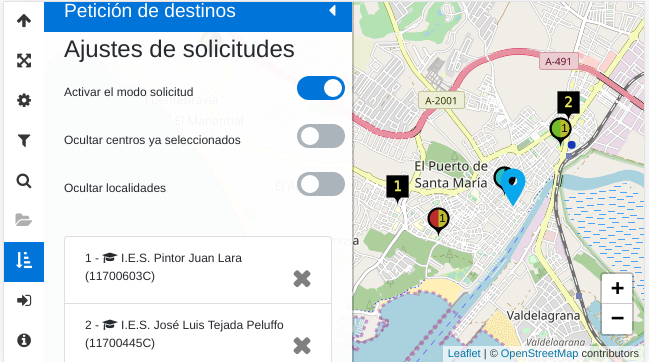 Petición de destinos
Ajustes de solicitudes
Activar el modo solicitud
Ocultar centros ya seleccionados
Ocultar localidades
1 - I.E.S. Pintor Juan Lara
(11700603C)
2 - I.E.S. José Luis Tejada Peluffo
(11700445C)
A-491
A-2001
2
1
El Puerto de
Santa María
1
1
Valdelagrana
Valdelagrana
+
−
Leaflet | © OpenStreetMap contributors